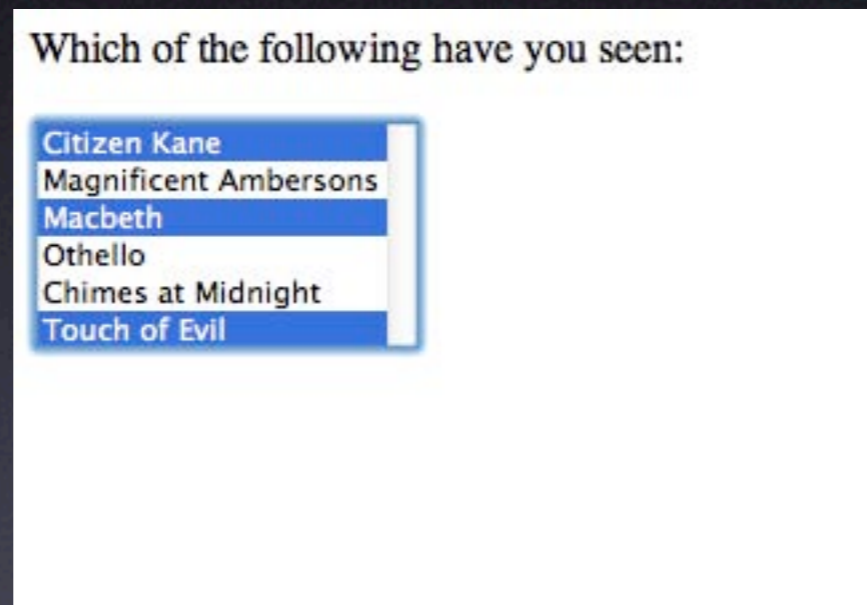 Which of the following have you seen:
Citizen Kane
Magnificent Ambersons
Macbeth
Othello
Chimes at Midnight
Touch of Evil